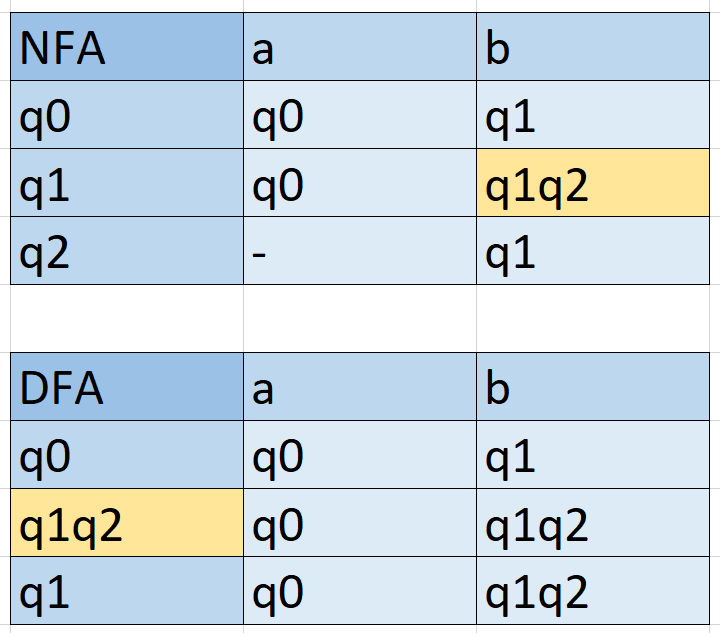 NFA a b
q0 q0 q1
q1 q0 q1q2
q2 - q1
DFA a b
q0 q0 q1
q1q2 q0 q1q2
q1 q0 q1q2